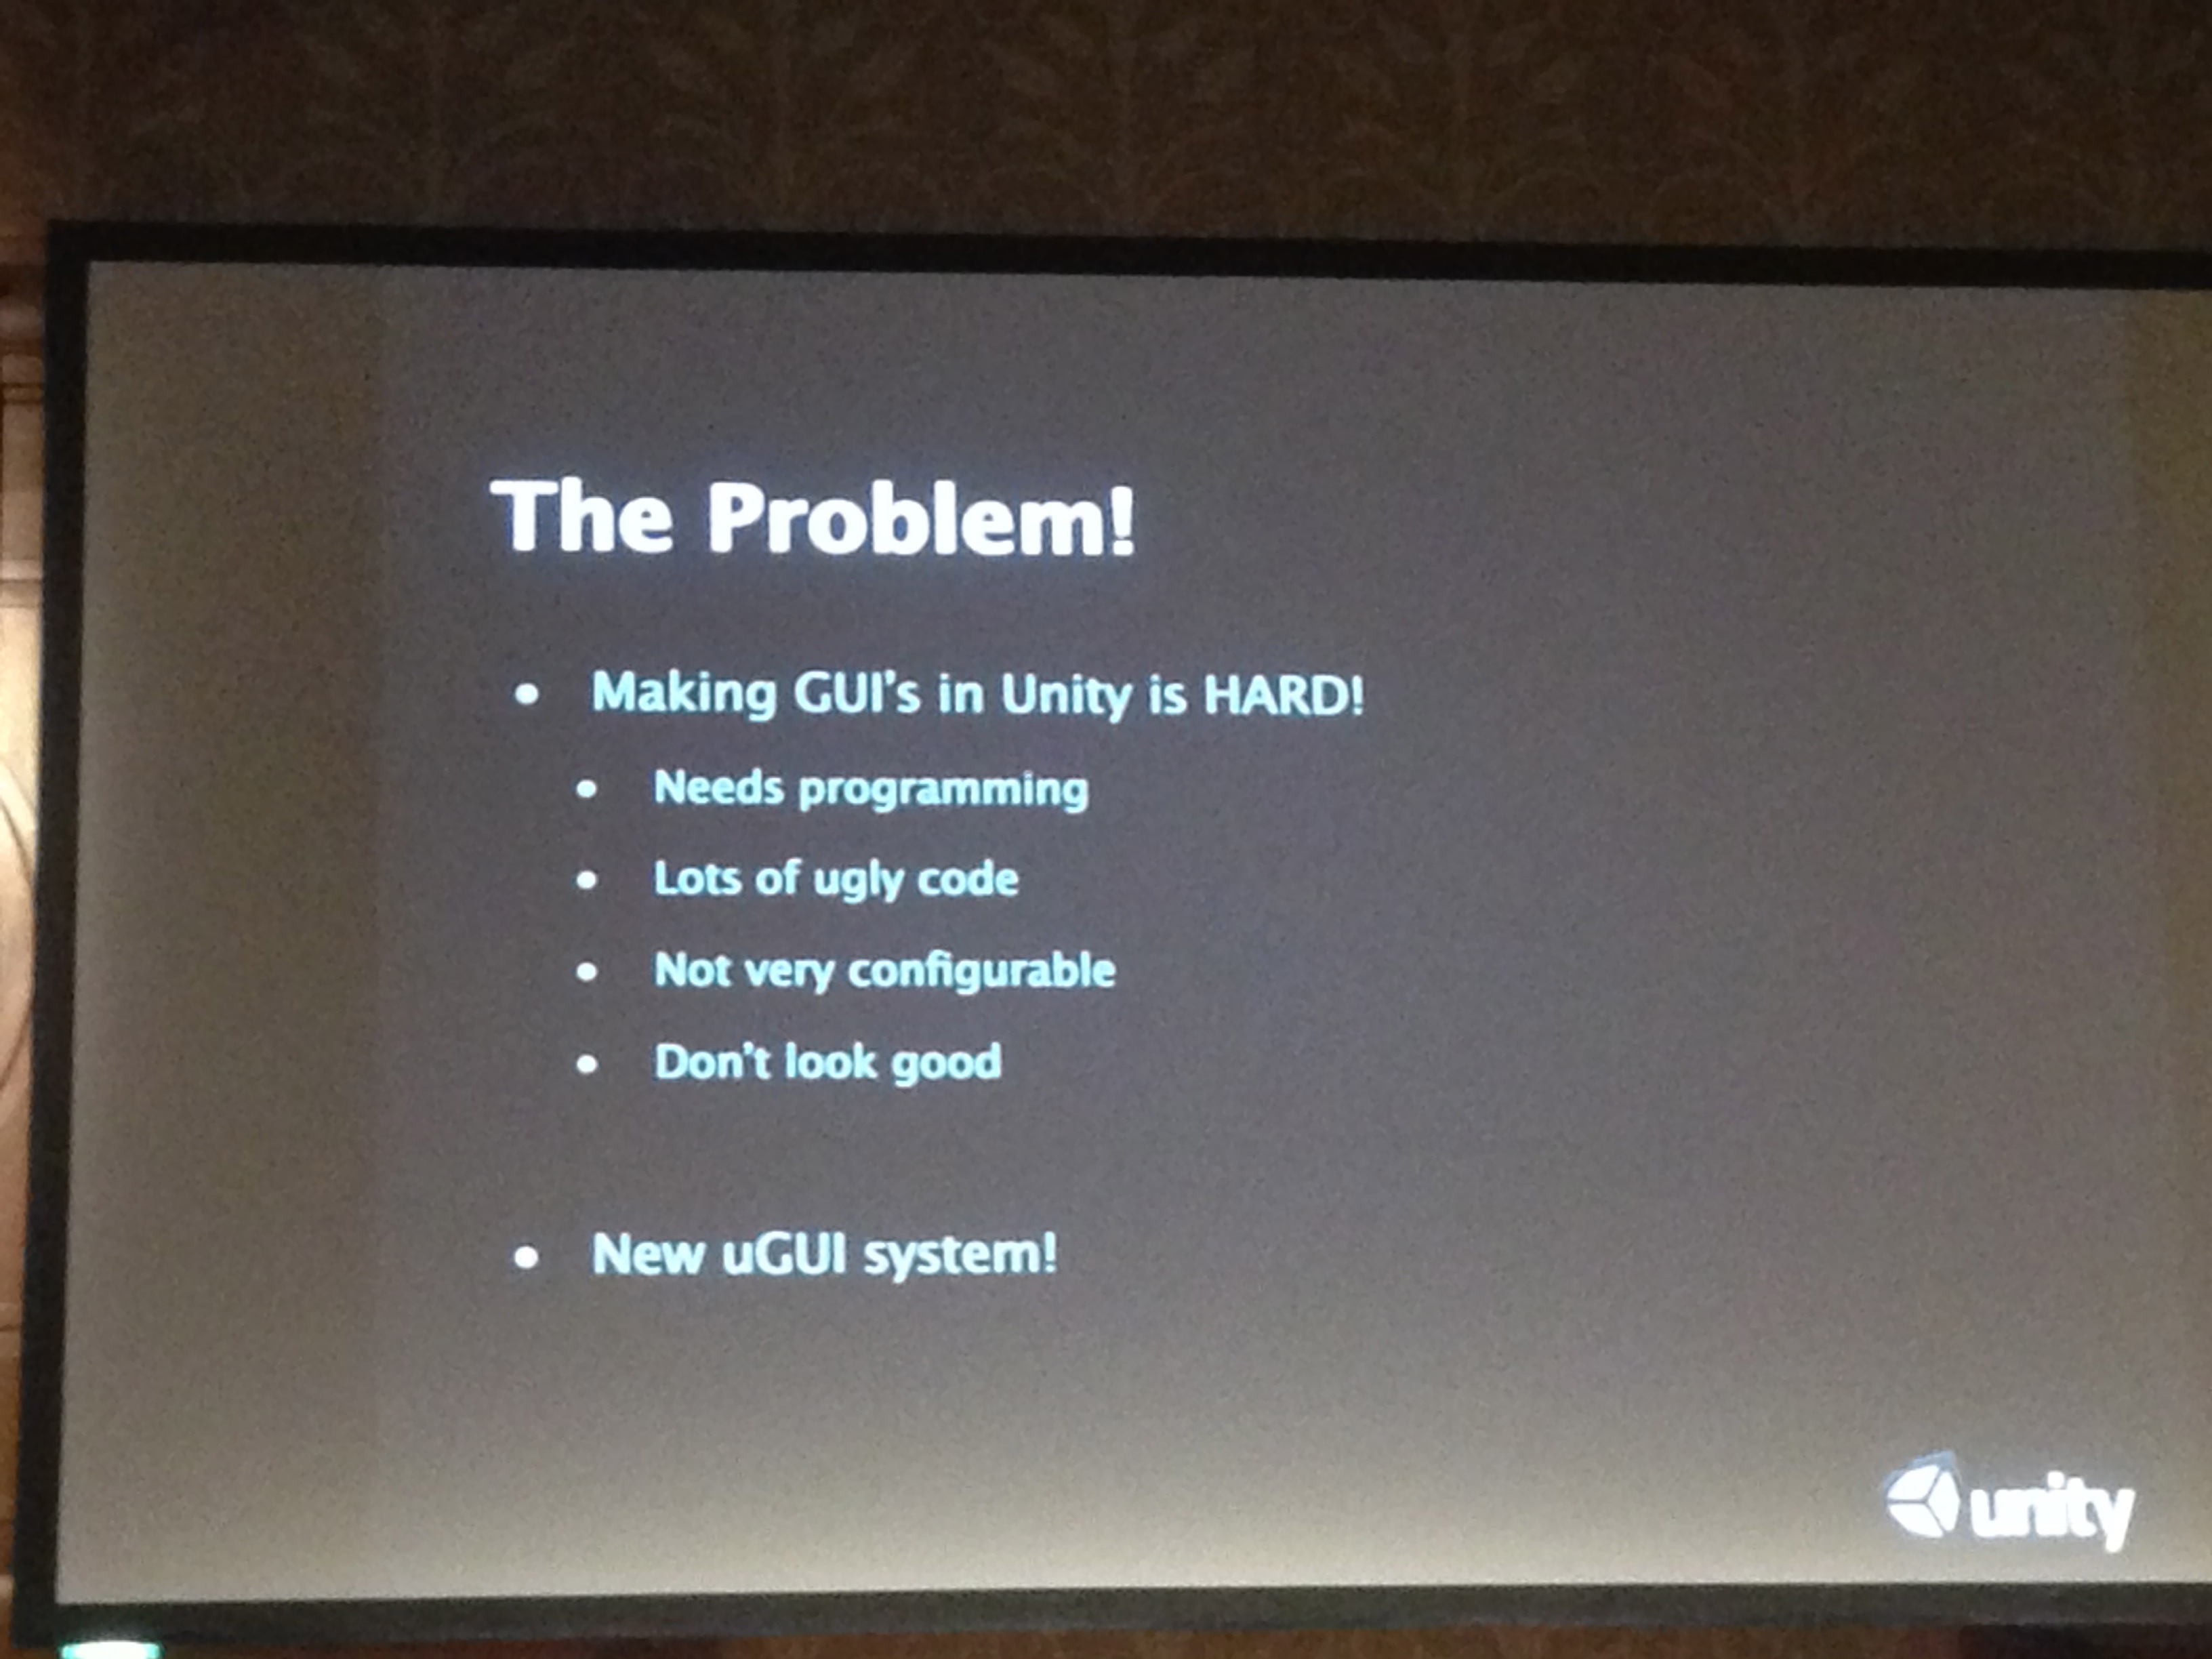 The Problem!
Making GUI's in Unity is HARD!
Needs programming
Lots of ugly code
Not very configurable
Don't look good
New uGUI system!
unity